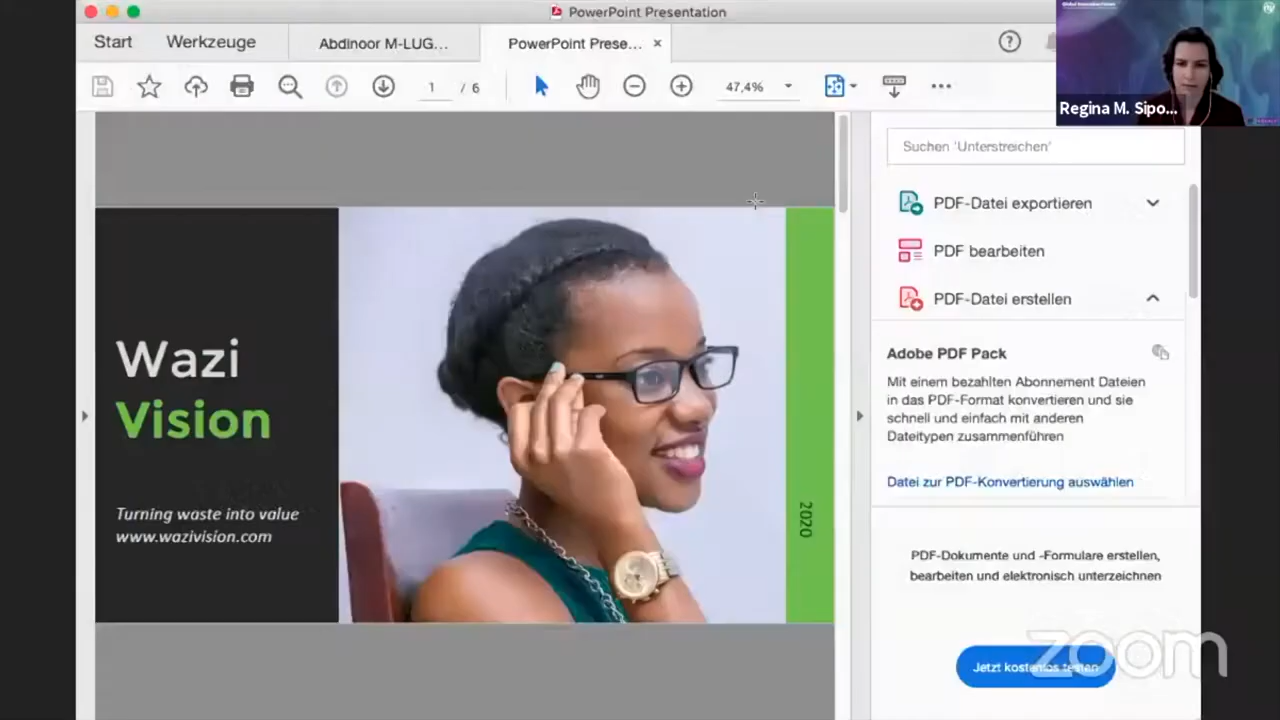 PowerPoint Presentation
Start
Werkzeuge
Abdinoor M-LUG...
PowerPoint Prese...
1 / 6
47,4%
Regina M. Sipo...
Suchen 'Unterstreichen'
PDF-Datei exportieren
PDF bearbeiten
PDF-Datei erstellen
Adobe PDF Pack
Mit einem bezahlten Abonnement Dateien
in das PDF-Format konvertieren und sie
schnell und einfach mit anderen
Dateitypen zusammenführen
Datei zur PDF-Konvertierung auswählen
PDF-Dokumente und -Formulare erstellen,
bearbeiten und elektronisch unterzeichnen
Jetzt kostenlos testen
zoom
Wazi
Vision
Turning waste into value
www.wazivision.com
2020